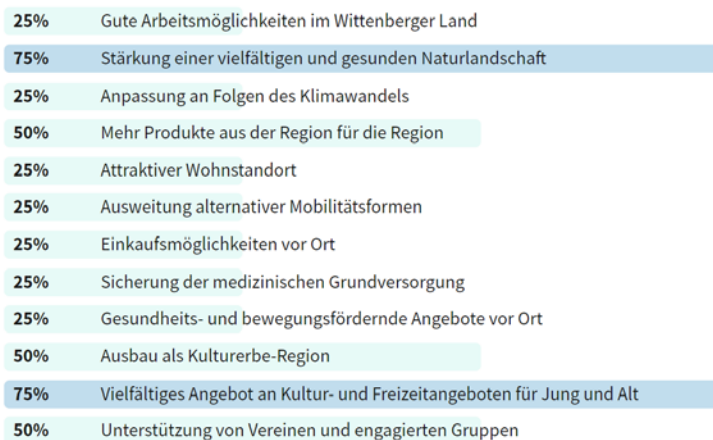 25% Gute Arbeitsmöglichkeiten im Wittenberger Land
75% Stärkung einer vielfältigen und gesunden Naturlandschaft
25% Anpassung an Folgen des Klimawandels
50% Mehr Produkte aus der Region für die Region
25% Attraktiver Wohnstandort
25% Ausweitung alternativer Mobilitätsformen
25% Einkaufsmöglichkeiten vor Ort
25% Sicherung der medizinischen Grundversorgung
25% Gesundheits- und bewegungsfördernde Angebote vor Ort
50% Ausbau als Kulturerbe-Region
75% Vielfältiges Angebot an Kultur- und Freizeitangeboten für Jung und Alt
50% Unterstützung von Vereinen und engagierten Gruppen